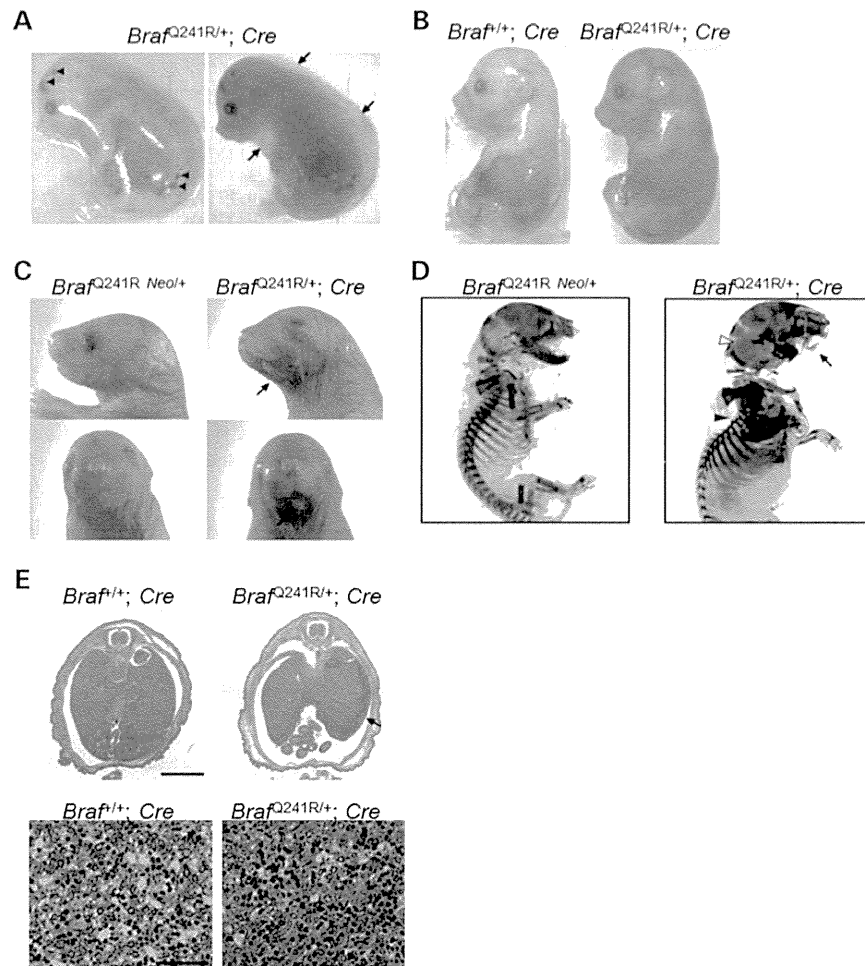 A
Braf^Q241R/+; Cre
B
Braf^+/+; Cre Braf^Q241R/+; Cre
C
Braf^Q241R Neo/+ Braf^Q241R/+; Cre
D
Braf^Q241R Neo/+ Braf^Q241R/+; Cre
E
Braf^+/+; Cre Braf^Q241R/+; Cre
Braf^+/+; Cre Braf^Q241R/+; Cre